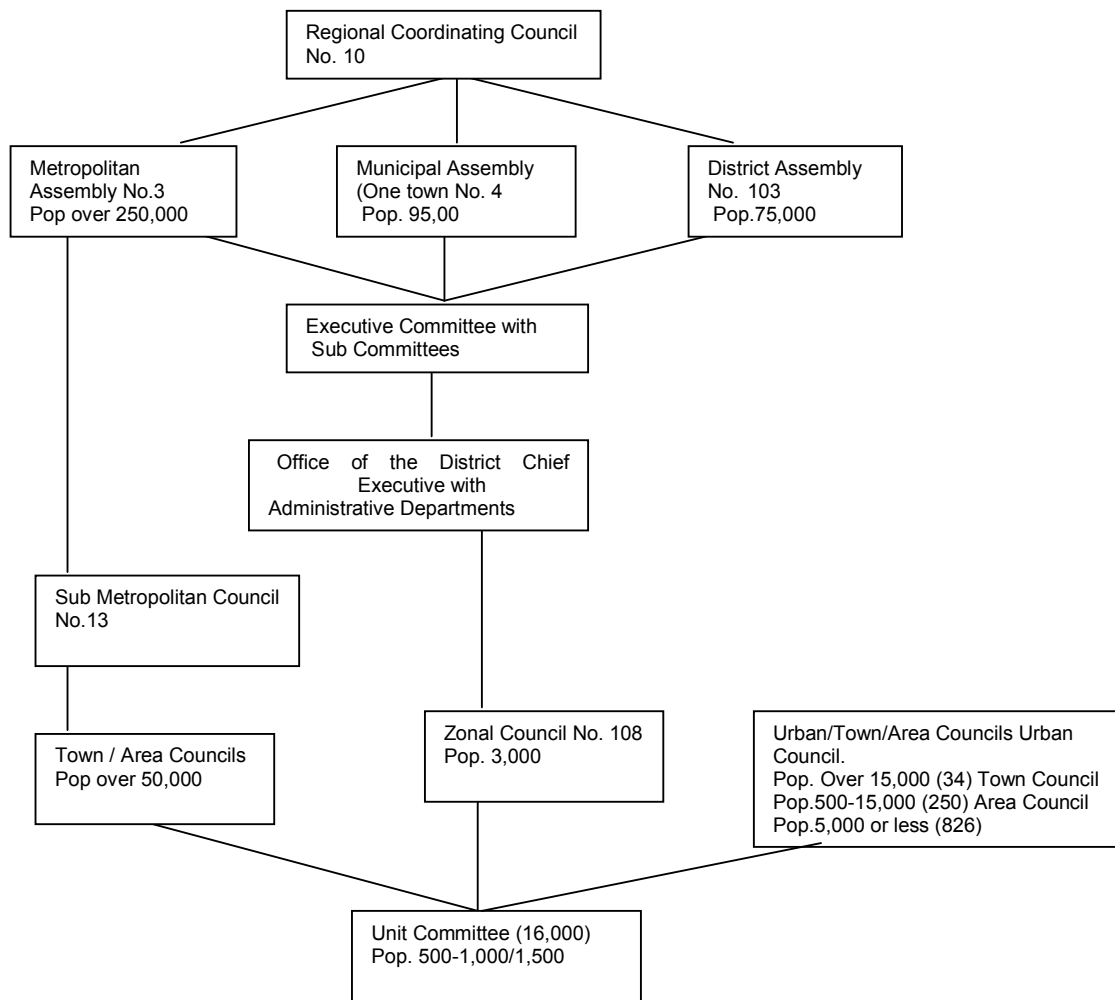 Regional Coordinating Council
No. 10
Metropolitan
Assembly No.3
Pop over 250,000
Municipal Assembly
(One town No. 4
Pop. 95,00
District Assembly
No. 103
Pop.75,000
Executive Committee with
Sub Committees
Office of the District Chief
Executive with
Administrative Departments
Sub Metropolitan Council
No.13
Town / Area Councils
Pop over 50,000
Zonal Council No. 108
Pop. 3,000
Urban/Town/Area Councils Urban
Council.
Pop. Over 15,000 (34) Town Council
Pop.500-15,000 (250) Area Council
Pop.5,000 or less (826)
Unit Committee (16,000)
Pop. 500-1,000/1,500